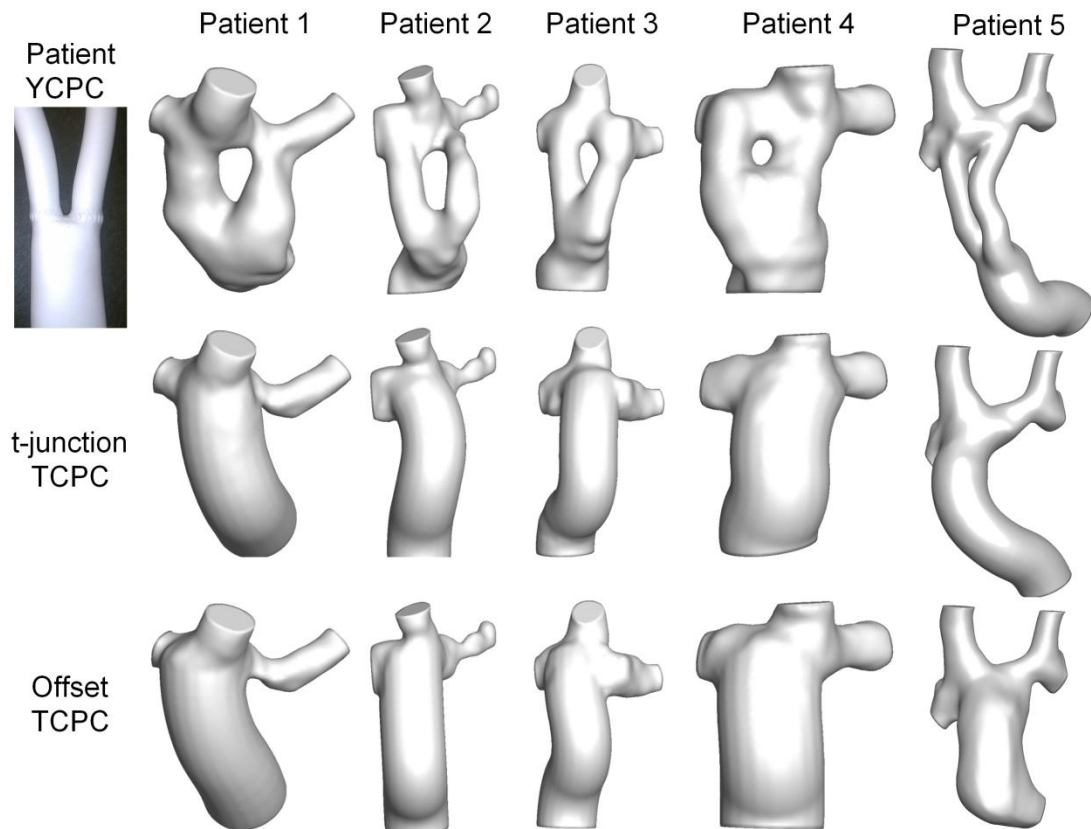 Patient 1
Patient 2
Patient 3
Patient 4
Patient 5
Patient
YCPC
t-junction
TCPC
Offset
TCPC